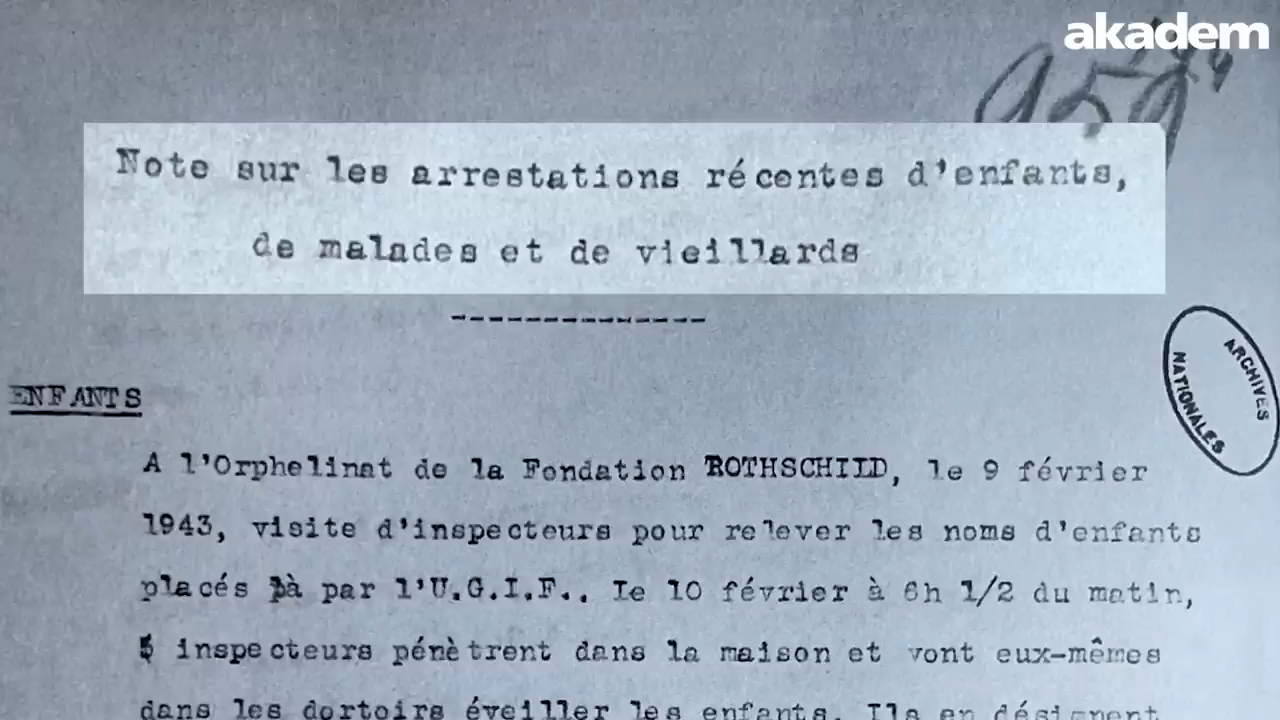 akadem
Note sur les arrestations récentes d'enfants,
de malades et de vieillards
-------------
ENFANTS
A l'Orphelinat de la Fondation ROTHSCHILD, le 9 février
1943, visite d'inspecteurs pour relever les noms d'enfants
placés là par l'U.G.I.F.. Le 10 février à 6h 1/2 du matin,
5 inspecteurs pénètrent dans la maison et vont eux-mêmes
dans les dortoirs éveiller les enfants. Ils en désignent
ARCHIVES
NATIONALES